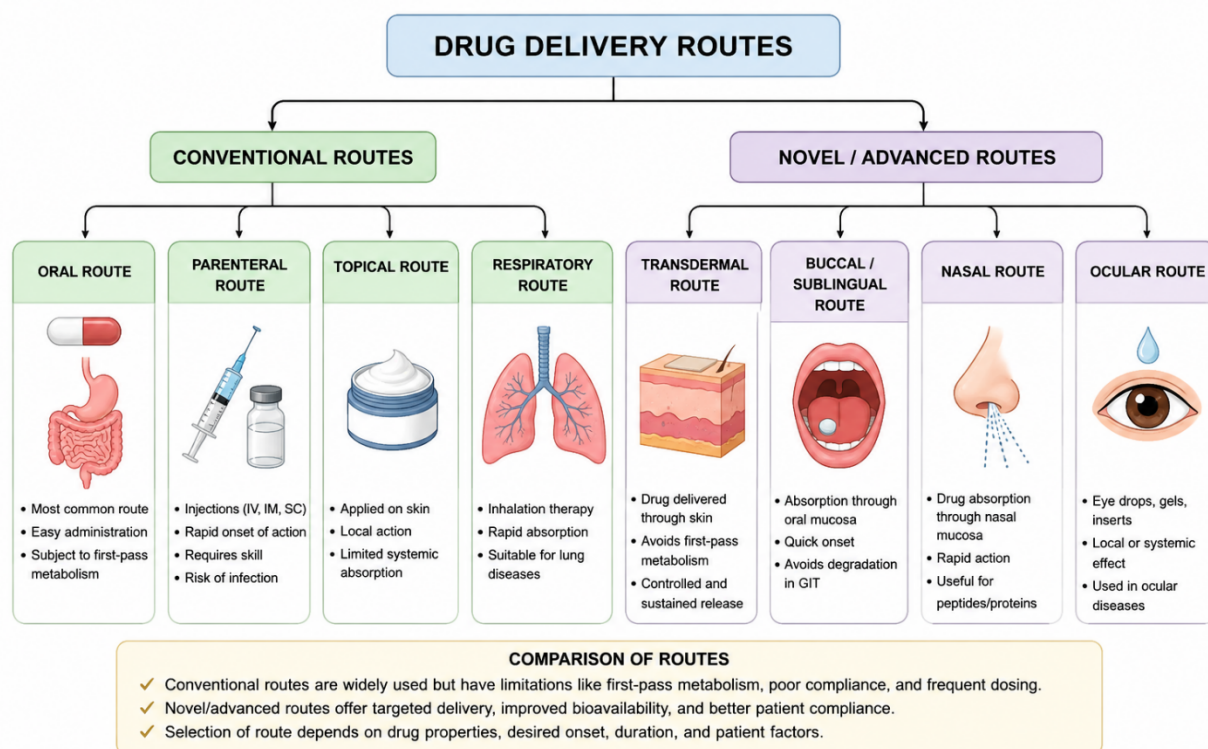 DRUG DELIVERY ROUTES
CONVENTIONAL ROUTES
NOVEL / ADVANCED ROUTES
ORAL ROUTE
• Most common route
• Easy administration
• Subject to first-pass
metabolism
PARENTERAL
ROUTE
• Injections (IV, IM, SC)
• Rapid onset of action
• Requires skill
• Risk of infection
TOPICAL ROUTE
• Applied on skin
• Local action
• Limited systemic
absorption
RESPIRATORY
ROUTE
• Inhalation therapy
• Rapid absorption
• Suitable for lung
diseases
TRANSDERMAL
ROUTE
• Drug delivered
through skin
• Avoids first-pass
metabolism
• Controlled and
sustained release
BUCCAL /
SUBLINGUAL
ROUTE
• Absorption through
oral mucosa
• Quick onset
• Avoids degradation
in GIT
NASAL ROUTE
• Drug absorption
through nasal
mucosa
• Rapid action
• Useful for
peptides/proteins
OCULAR ROUTE
• Eye drops, gels,
inserts
• Local or systemic
effect
• Used in ocular
diseases
COMPARISON OF ROUTES
✓ Conventional routes are widely used but have limitations like first-pass metabolism, poor compliance, and frequent dosing.
✓ Novel/advanced routes offer targeted delivery, improved bioavailability, and better patient compliance.
✓ Selection of route depends on drug properties, desired onset, duration, and patient factors.